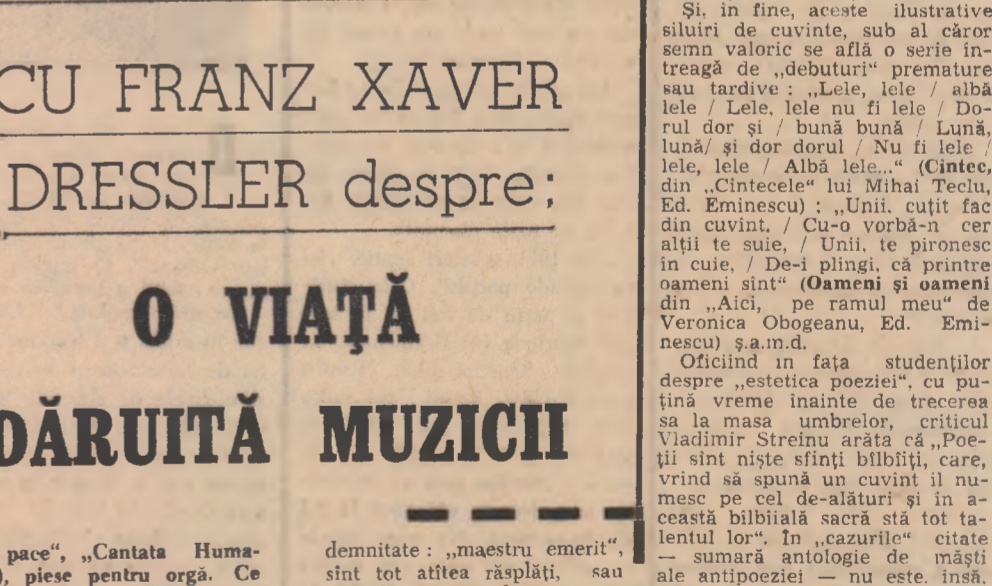 CU FRANZ XAVER
DRESSLER despre:
O VIAȚĂ
DĂRUITĂ MUZICII
pace“, „Cantata Huma-
), piese pentru orgă. Ce
demnitate : „maestru emerit“,
sînt tot atîtea răsplăți, sau
Și, in fine, aceste ilustrative
siluiri de cuvinte, sub al căror
semn valoric se află o serie în-
treagă de „debuturi“ premature
sau tardive : „Lele, lele / albă
lele / Lele, lele nu fi lele / Do-
rul dor și / bună bună / Lună,
lună/ și dor dorul / Nu fi lele /
lele, lele / Albă lele...“ (Cîntec,
din „Cîntecele“ lui Mihai Teclu,
Ed. Eminescu) ; „Unii. cuțit fac
din cuvînt. / Cu-o vorbă-n cer
alții te suie, / Unii. te pironesc
în cuie, / De-i plîngi, că printre
oameni sînt“ (Oameni și oameni
din „Aici, pe ramul meu“ de
Veronica Obogeanu, Ed. Emi-
nescu) ș.a.m.d.
Oficiind in fața studenților
despre „estetica poeziei“, cu pu-
țină vreme înainte de trecerea
sa la masa umbrelor, criticul
Vladimir Streinu arăta că „Poe-
ții sînt niște sfinți bîlbîiți, care,
vrînd să spună un cuvînt îl nu-
mesc pe cel de-alături și în a-
ceastă bîlbîială sacră stă tot ta-
lentul lor“. În „cazurile“ citate
— sumară antologie de măști
ale antipoeziei — nu este, însă,